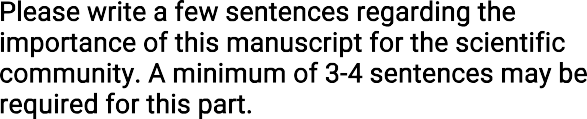 Please write a few sentences regarding the
importance of this manuscript for the scientific
community. A minimum of 3-4 sentences may be
required for this part.